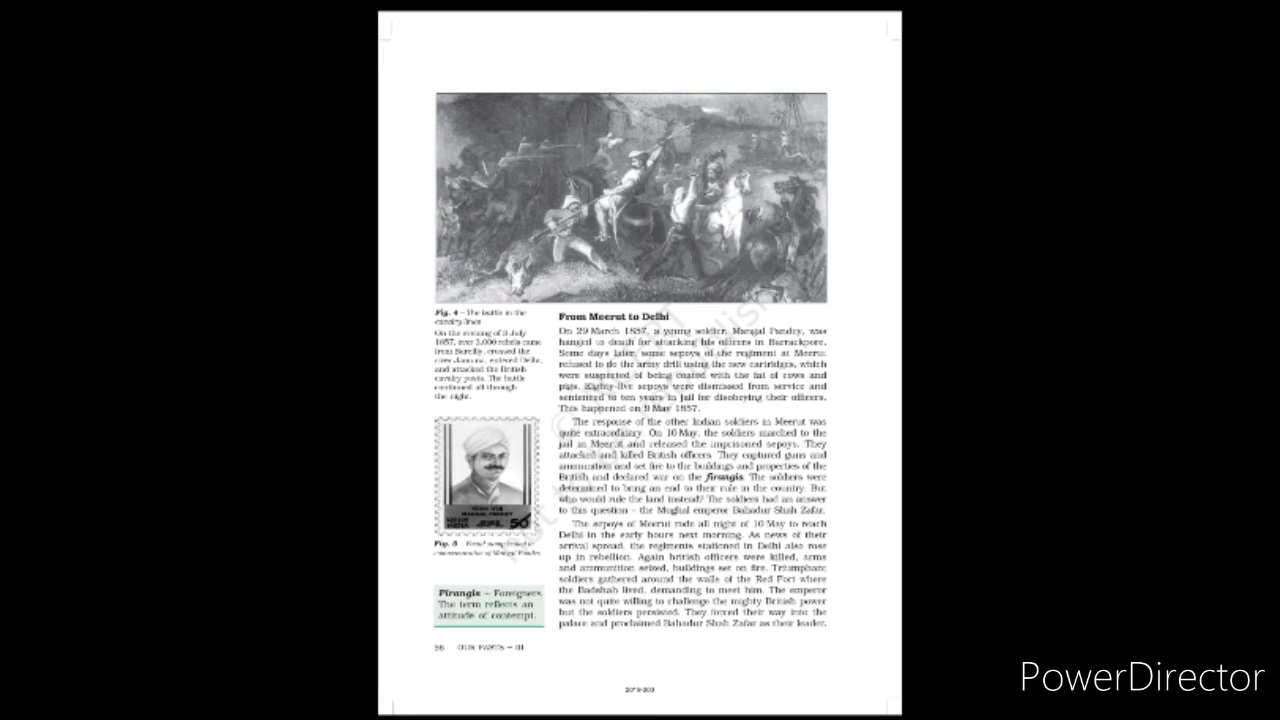 Fig. 4 – The battle in the
cavalry lines
On the evening of 3 July
1857, over 3,000 rebels came
from Bareilly, crossed the
river Jamuna, entered Delhi,
and attacked the British
cavalry posts. The battle
continued all through
the night.
MANGAL PANDEY
INDIA
50
Fig. 5 – Postal stamp issued in
commemoration of Mangal Pandey
Firangis – Foreigners
The term reflects an
attitude of contempt.
From Meerut to Delhi
On 29 March 1857, a young soldier, Mangal Pandey, was
hanged to death for attacking his officers in Barrackpore.
Some days later, some sepoys of the regiment at Meerut
refused to do the army drill using the new cartridges, which
were suspected of being coated with the fat of cows and
pigs. Eighty-five sepoys were dismissed from service and
sentenced to ten years in jail for disobeying their officers.
This happened on 9 May 1857.
The response of the other Indian soldiers in Meerut was
quite extraordinary. On 10 May, the soldiers marched to the
jail in Meerut and released the imprisoned sepoys. They
attacked and killed British officers. They captured guns and
ammunition and set fire to the buildings and properties of the
British and declared war on the firangis. The soldiers were
determined to bring an end to their rule in the country. But
who would rule the land instead? The soldiers had an answer
to this question – the Mughal emperor Bahadur Shah Zafar.
The sepoys of Meerut rode all night of 10 May to reach
Delhi in the early hours next morning. As news of their
arrival spread, the regiments stationed in Delhi also rose
up in rebellion. Again british officers were killed, arms
and ammunition seized, buildings set on fire. Triumphant
soldiers gathered around the walls of the Red Fort where
the Badshah lived, demanding to meet him. The emperor
was not quite willing to challenge the mighty British power
but the soldiers persisted. They forced their way into the
palace and proclaimed Bahadur Shah Zafar as their leader.
56 OUR PASTS – III
PowerDirector